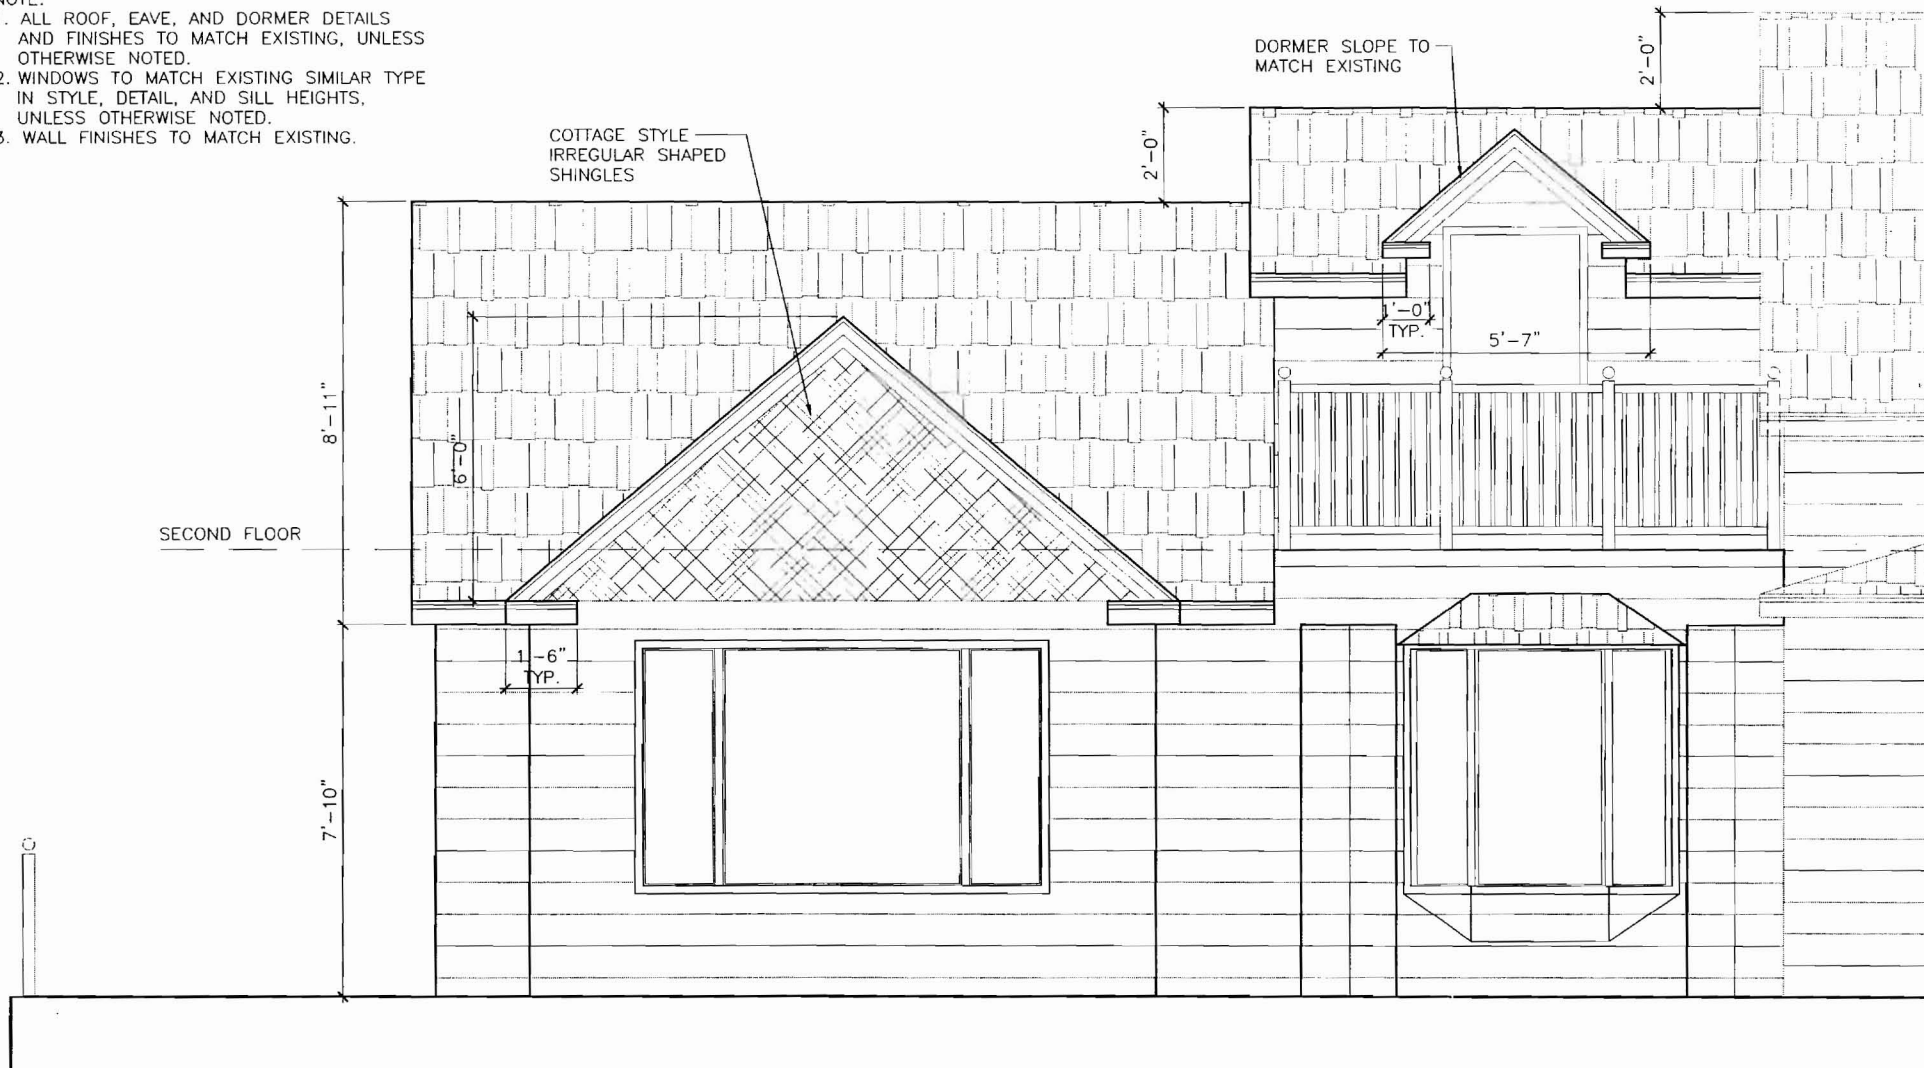 NOTE:
. ALL ROOF, EAVE, AND DORMER DETAILS
AND FINISHES TO MATCH EXISTING, UNLESS
OTHERWISE NOTED.
2. WINDOWS TO MATCH EXISTING SIMILAR TYPE
IN STYLE, DETAIL, AND SILL HEIGHTS,
UNLESS OTHERWISE NOTED.
3. WALL FINISHES TO MATCH EXISTING.
COTTAGE STYLE
IRREGULAR SHAPED
SHINGLES
DORMER SLOPE TO
MATCH EXISTING
2'-0"
2'-0"
1'-0"
TYP.
5'-7"
8'-11"
6'-0"
SECOND FLOOR
1-6"
TYP.
7'-10"